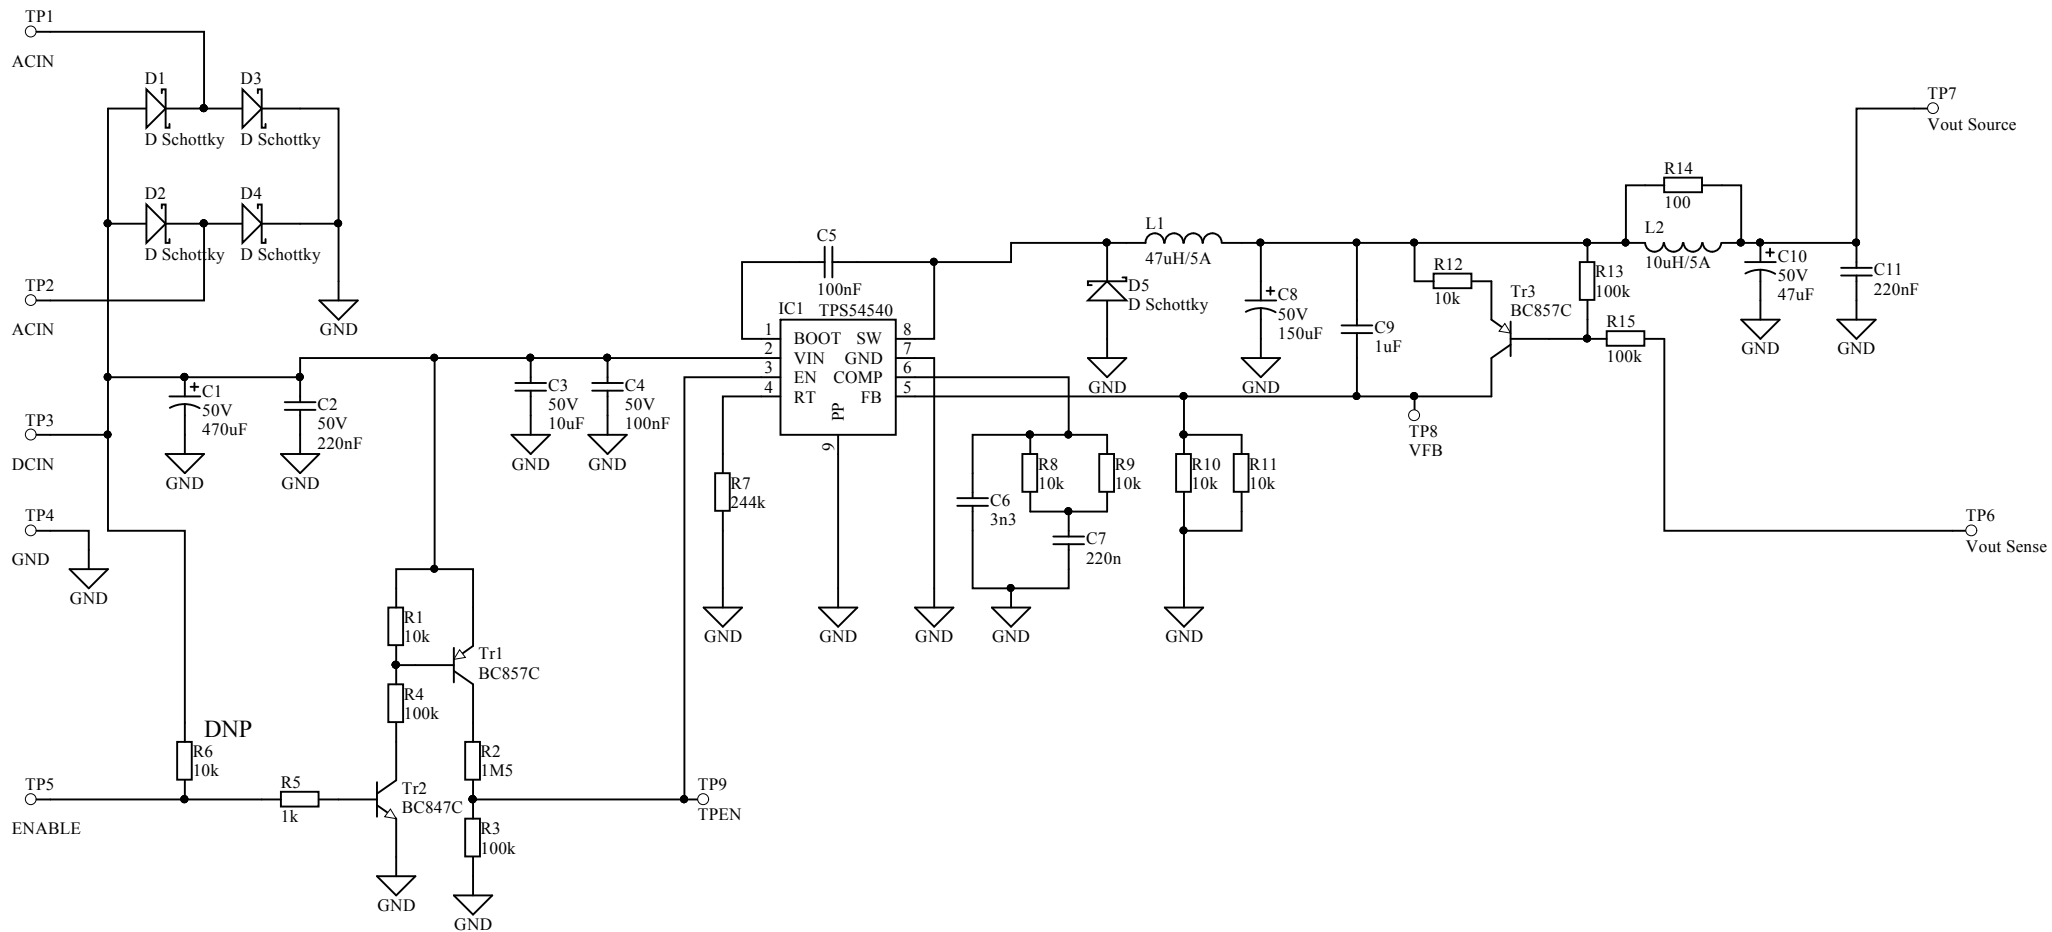 TP1
ACIN
D1
D Schottky
D3
D Schottky
D2
D Schottky
D4
D Schottky
TP2
ACIN
GND
TP3
DCIN
C1
50V
470uF
GND
C2
50V
220nF
GND
C3
50V
10uF
GND
C4
50V
100nF
GND
TP4
GND
GND
R1
10k
Tr1
BC857C
R4
100k
DNP
R6
10k
R2
1M5
TP5
ENABLE
R5
1k
Tr2
BC847C
R3
100k
GND
GND
TP9
TPEN
C5
100nF
IC1
TPS54540
1
BOOT
SW
8
2
VIN
GND
7
3
EN
COMP
6
4
RT
FB
5
PP
9
R7
244k
GND
GND
GND
C6
3n3
R8
10k
R9
10k
C7
220n
GND
R10
10k
R11
10k
GND
L1
47uH/5A
D5
D Schottky
GND
+
C8
50V
150uF
GND
C9
1uF
TP8
VFB
R12
10k
Tr3
BC857C
R13
100k
R15
100k
R14
100
L2
10uH/5A
+
C10
50V
47uF
GND
C11
220nF
GND
TP7
Vout Source
TP6
Vout Sense
+